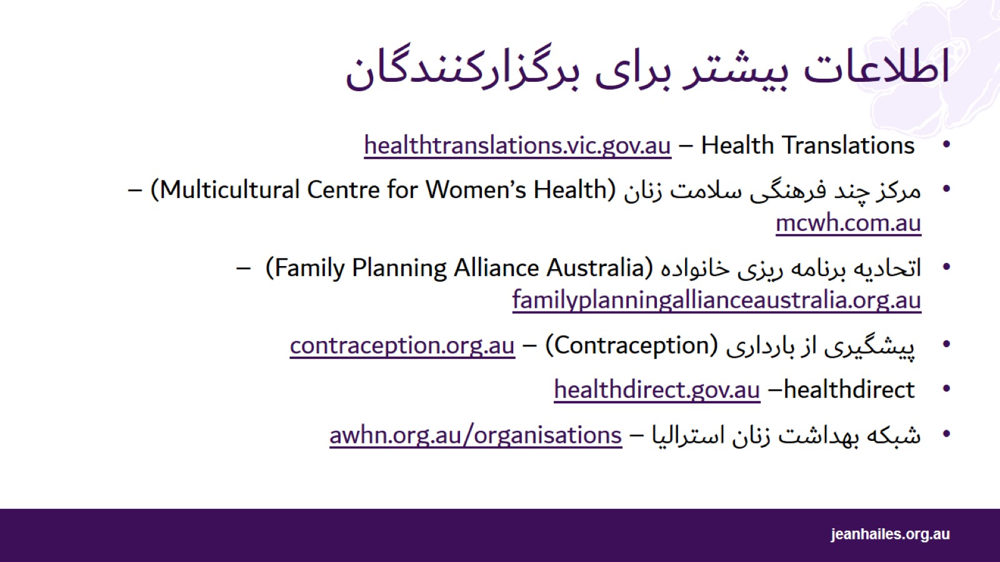 اطلاعات بیشتر برای برگزارکنندگان
• Health Translations – healthtranslations.vic.gov.au
• مرکز چند فرهنگی سلامت زنان (Multicultural Centre for Women’s Health) –
mcwh.com.au
• اتحادیه برنامه ریزی خانواده (Family Planning Alliance Australia) –
familyplanningallianceaustralia.org.au
• پیشگیری از بارداری (Contraception) – contraception.org.au
• healthdirect– healthdirect.gov.au
• شبکه بهداشت زنان استرالیا – awhn.org.au/organisations
jeanhailes.org.au